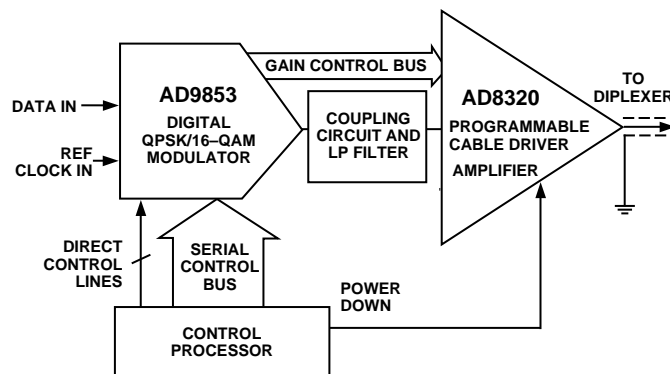 GAIN CONTROL BUS
TO
DIPLEXER
AD9853
DIGITAL
QPSK/16–QAM
MODULATOR
DATA IN
REF
CLOCK IN
COUPLING
CIRCUIT AND
LP FILTER
AD8320
PROGRAMMABLE
CABLE DRIVER
AMPLIFIER
DIRECT
CONTROL
LINES
SERIAL
CONTROL
BUS
POWER
DOWN
CONTROL
PROCESSOR